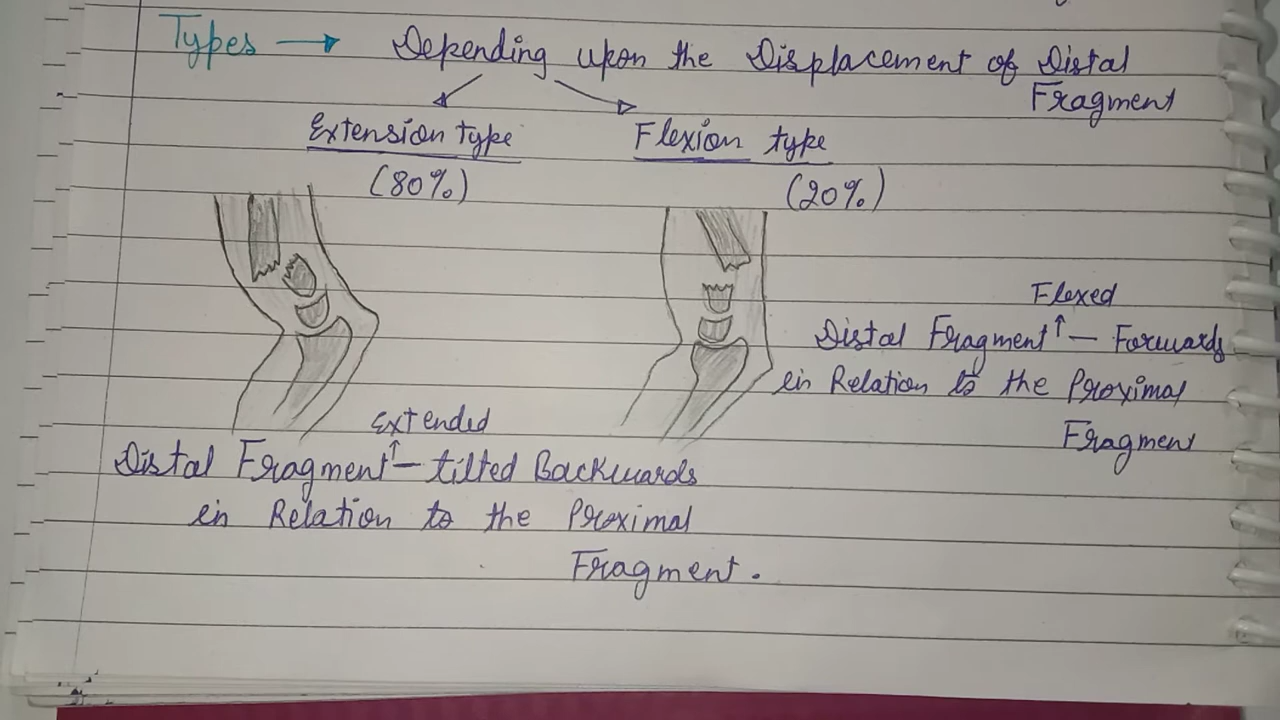 Types → Depending upon the Displacement of Distal
Fragment
Extension type
Flexion type
(80%)
(20%)
Flexed
Distal Fragment↑ — Forwards
in Relation to the Proximal
Fragment
Extended
Distal Fragment↑ — tilted Backwards
in Relation to the Proximal
Fragment.